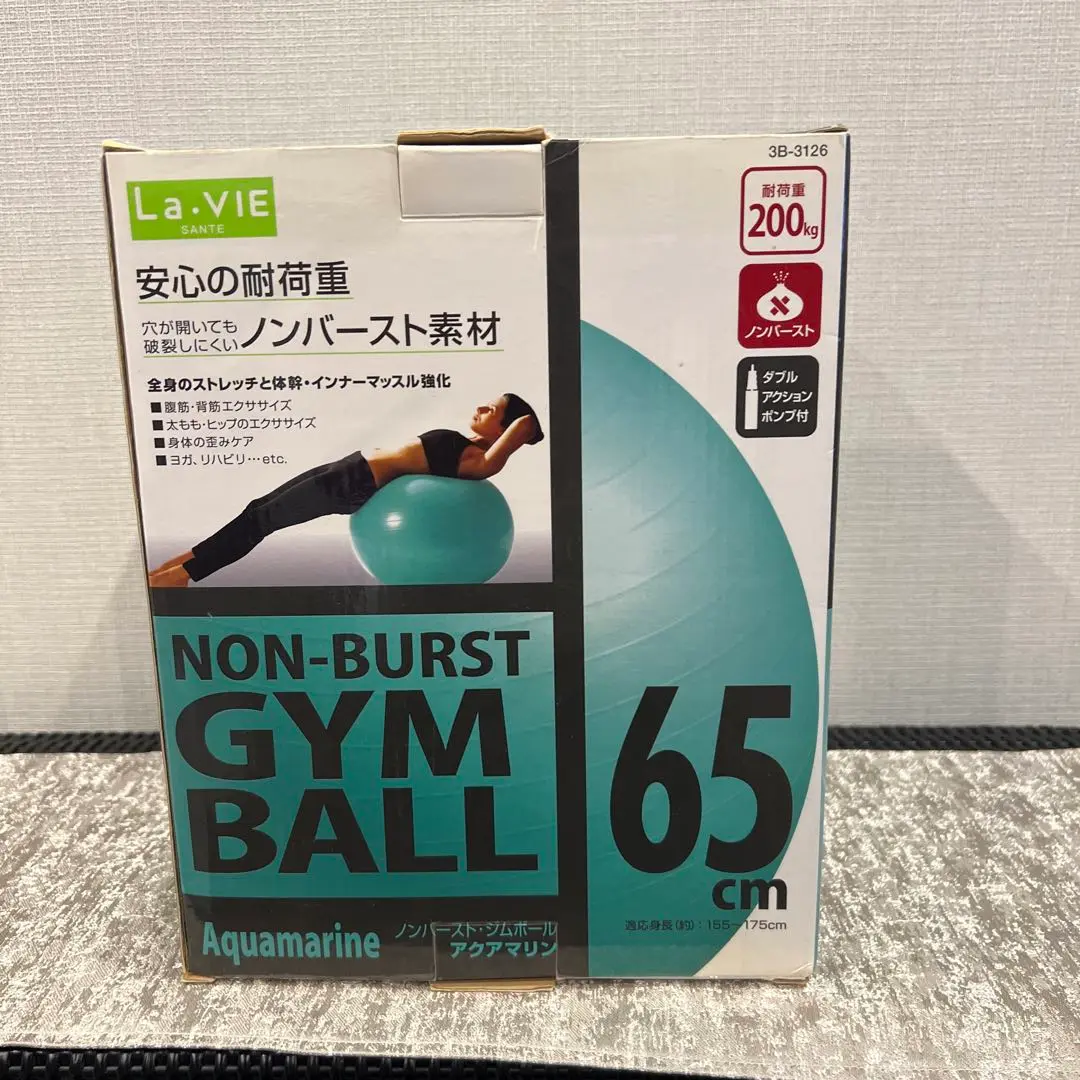 3B-3126
La・VIE
SANTE
耐荷重
200kg
安心の耐荷重
穴が開いても
破裂しにくい ノンバースト素材
ノンバースト
ダブル
アクション
ポンプ付
全身のストレッチと体幹・インナーマッスル強化
■腹筋・背筋エクササイズ
■太もも・ヒップのエクササイズ
■身体の歪みケア
■ヨガ、リハビリ…etc.
NON-BURST
GYM
BALL
65
cm
適応身長(約)：155〜175cm
Aquamarine
ノンバースト・ジムボール
アクアマリン